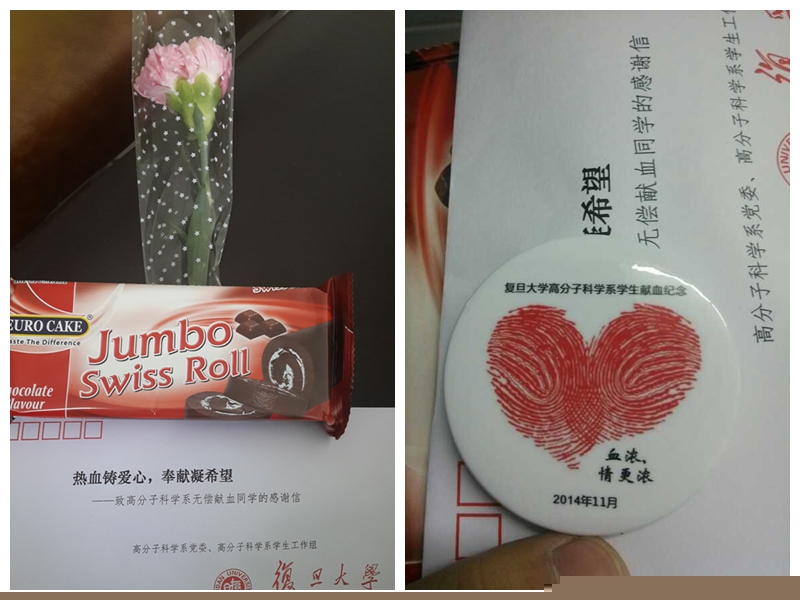 EURO CAKE®
Taste The Difference
Jumbo
Swiss Roll
Chocolate
Flavour
热血铸爱心，奉献凝希望
——致高分子科学系无偿献血同学的感谢信
高分子科学系党委、高分子科学系学生工作组
復旦大學
希望
无偿献血同学的感谢信
高分子科学系党委、高分子科学系学生工
復
复旦大学高分子科学系学生献血纪念
血浓，
情更浓
2014年11月